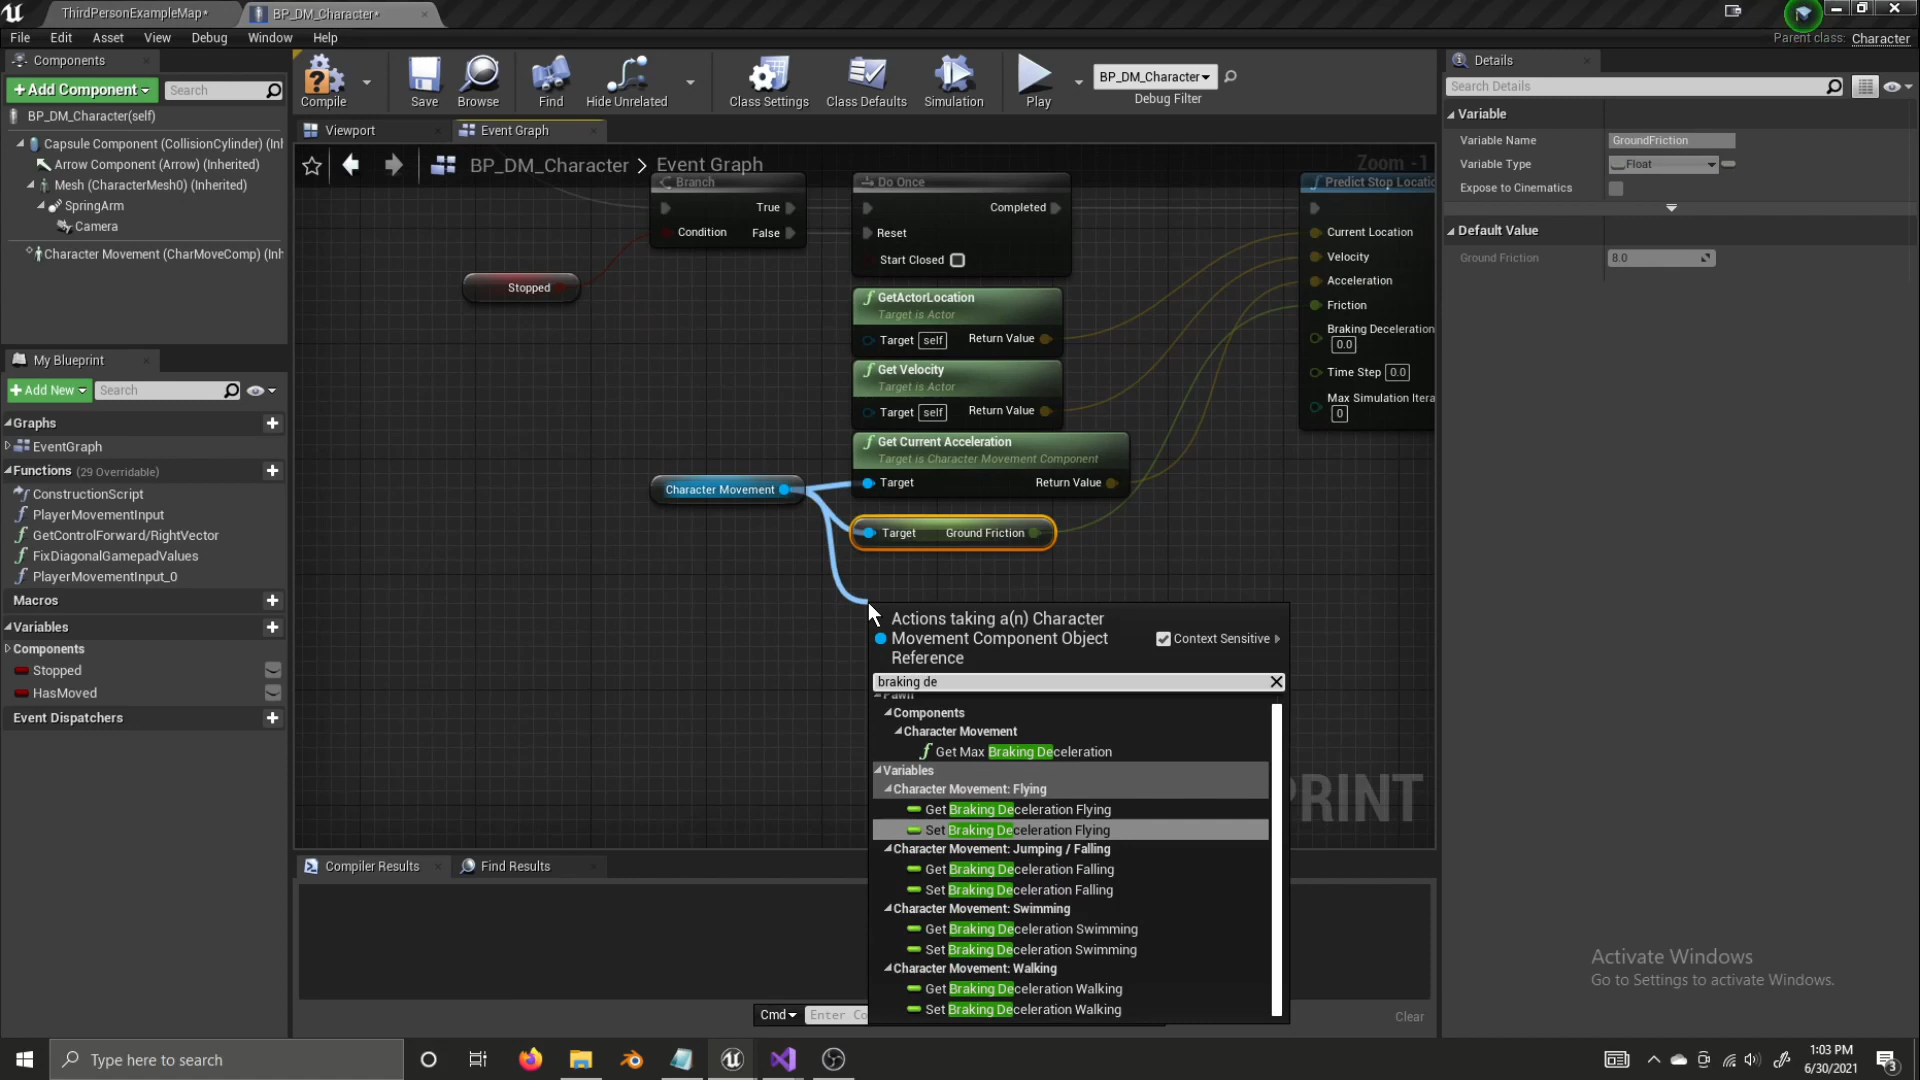 ThirdPersonExampleMap*
BP_DM_Character*
File Edit Asset View Debug Window Help
Parent class: Character
Components
+Add Component
Search
BP_DM_Character(self)
Capsule Component (CollisionCylinder) (Inl
Arrow Component (Arrow) (Inherited)
Mesh (CharacterMesh0) (Inherited)
SpringArm
Camera
Character Movement (CharMoveComp) (Inh
Compile
Save
Browse
Find
Hide Unrelated
Class Settings
Class Defaults
Simulation
Play
BP_DM_Character
Debug Filter
Viewport
Event Graph
BP_DM_Character > Event Graph
Zoom -1
Branch
True
Condition
False
Stopped
Do Once
Completed
Reset
Start Closed
GetActorLocation
Target is Actor
Target self
Return Value
Get Velocity
Target is Actor
Target self
Return Value
Get Current Acceleration
Target is Character Movement Component
Target
Return Value
Character Movement
Target
Ground Friction
Predict Stop Locatio
Current Location
Velocity
Acceleration
Friction
Braking Deceleration
0.0
Time Step 0.0
Max Simulation Itera
0
Actions taking a(n) Character
Movement Component Object
Reference
Context Sensitive
braking de
Pawn
Components
Character Movement
Get Max Braking Deceleration
Variables
Character Movement: Flying
Get Braking Deceleration Flying
Set Braking Deceleration Flying
Character Movement: Jumping / Falling
Get Braking Deceleration Falling
Set Braking Deceleration Falling
Character Movement: Swimming
Get Braking Deceleration Swimming
Set Braking Deceleration Swimming
Character Movement: Walking
Get Braking Deceleration Walking
Set Braking Deceleration Walking
PRINT
My Blueprint
+Add New
Search
Graphs
EventGraph
Functions (29 Overridable)
ConstructionScript
PlayerMovementInput
GetControlForward/RightVector
FixDiagonalGamepadValues
PlayerMovementInput_0
Macros
Variables
Components
Stopped
HasMoved
Event Dispatchers
Compiler Results
Find Results
Cmd
Enter Co
Clear
Details
Search Details
Variable
Variable Name
GroundFriction
Variable Type
Float
Expose to Cinematics
Default Value
Ground Friction
8.0
Activate Windows
Go to Settings to activate Windows.
Type here to search
1:03 PM
6/30/2021
3